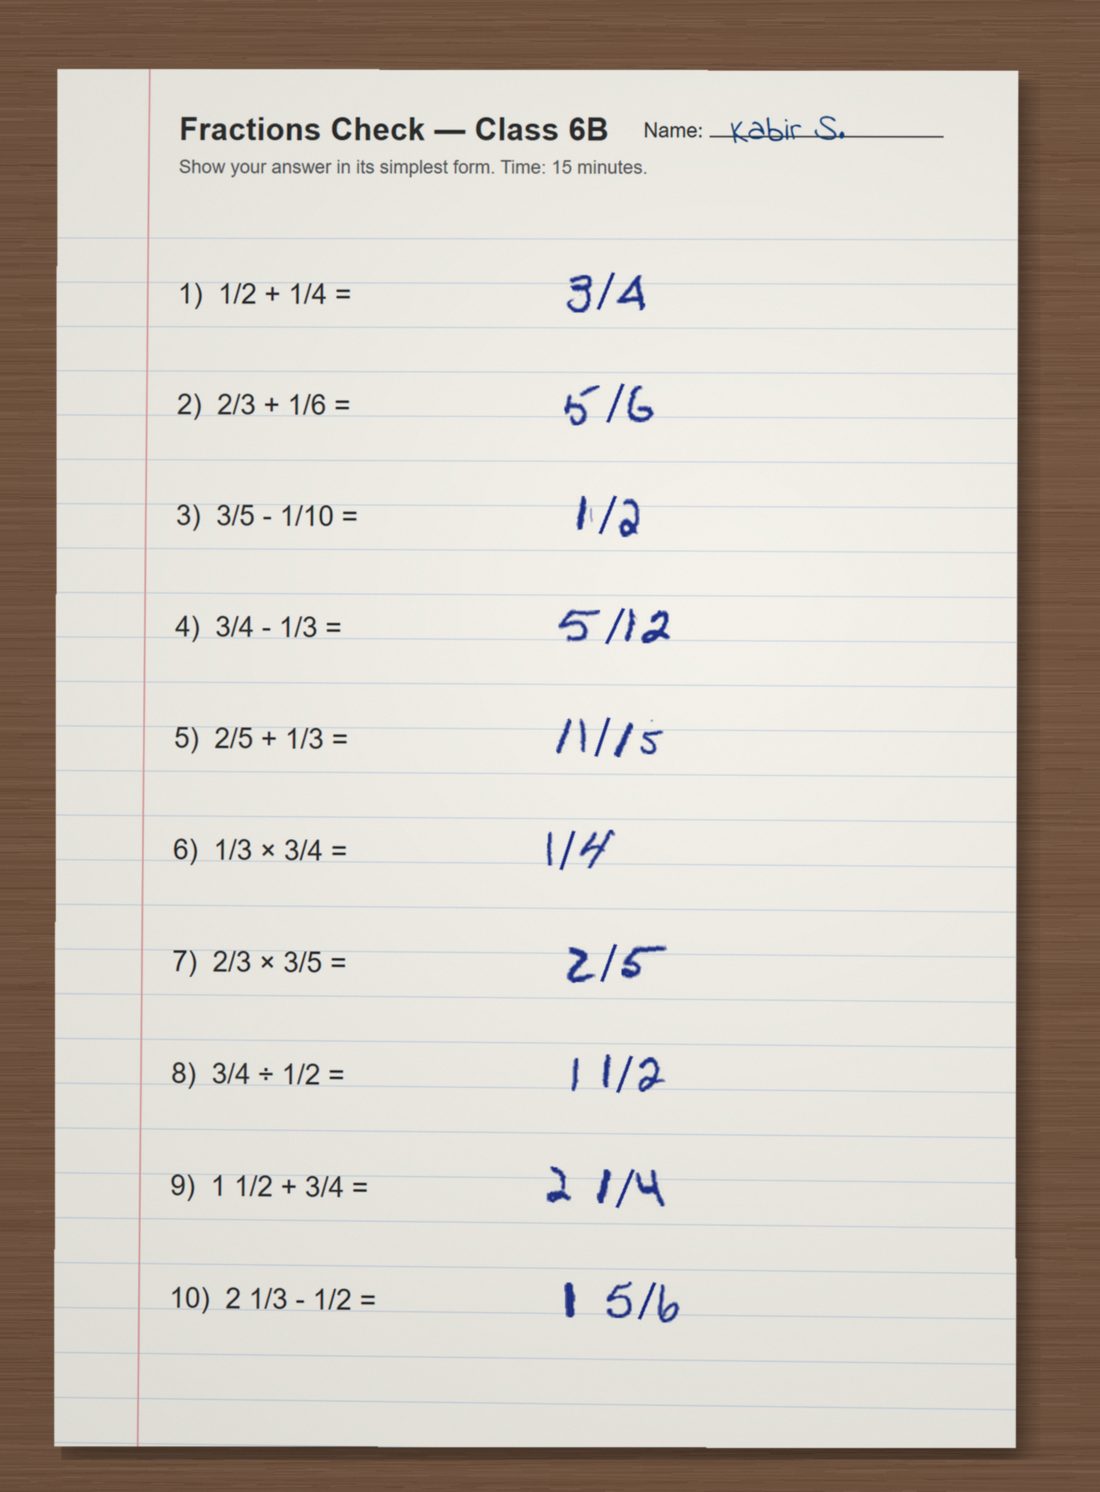 Fractions Check — Class 6B Name: Kabir S.
Show your answer in its simplest form. Time: 15 minutes.
1) 1/2 + 1/4 = 3/4
2) 2/3 + 1/6 = 5/6
3) 3/5 - 1/10 = 1/2
4) 3/4 - 1/3 = 5/12
5) 2/5 + 1/3 = 11/15
6) 1/3 × 3/4 = 1/4
7) 2/3 × 3/5 = 2/5
8) 3/4 ÷ 1/2 = 1 1/2
9) 1 1/2 + 3/4 = 2 1/4
10) 2 1/3 - 1/2 = 1 5/6